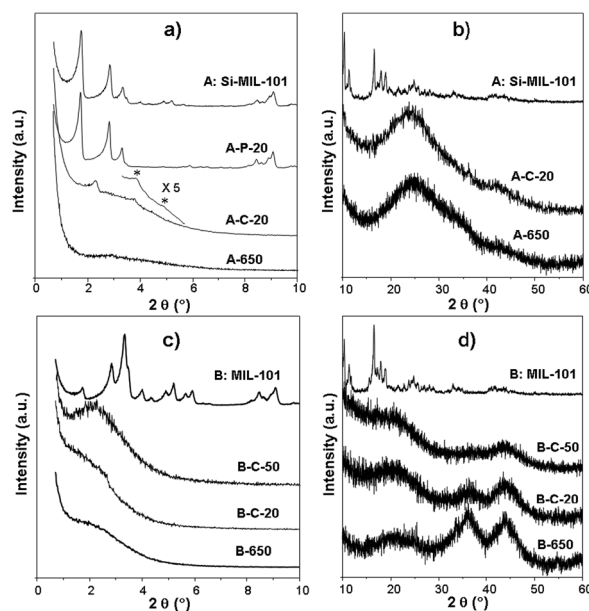 a)
A: Si-MIL-101
A-P-20
*
X 5
*
A-C-20
A-650
Intensity (a.u.)
0 2 4 6 8 10
2 θ (°)
b)
A: Si-MIL-101
A-C-20
A-650
Intensity (a.u.)
10 20 30 40 50 60
2 θ (°)
c)
B: MIL-101
B-C-50
B-C-20
B-650
Intensity (a.u.)
0 2 4 6 8 10
2 θ (°)
d)
B: MIL-101
B-C-50
B-C-20
B-650
Intensity (a.u.)
10 20 30 40 50 60
2 θ (°)